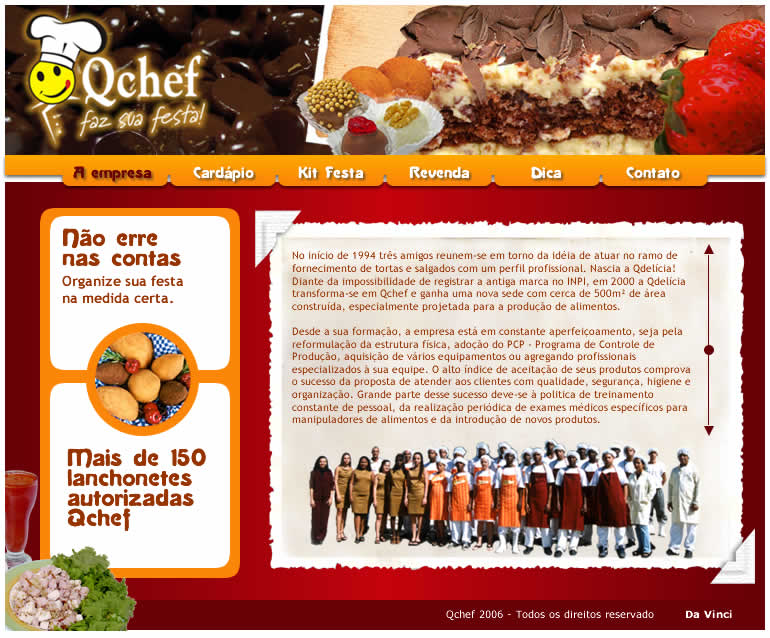 Qchef
faz sua festa!
A empresa
Cardápio
Kit Festa
Revenda
Dica
Contato
Não erre
nas contas
Organize sua festa
na medida certa.
Mais de 150
lanchonetes
autorizadas
Qchef
No início de 1994 três amigos reunem-se em torno da idéia de atuar no ramo de
fornecimento de tortas e salgados com um perfil profissional. Nascia a Qdelícia!
Diante da impossibilidade de registrar a antiga marca no INPI, em 2000 a Qdelícia
transforma-se em Qchef e ganha uma nova sede com cerca de 500m² de área
construída, especialmente projetada para a produção de alimentos.
Desde a sua formação, a empresa está em constante aperfeiçoamento, seja pela
reformulação da estrutura física, adoção do PCP - Programa de Controle de
Produção, aquisição de vários equipamentos ou agregando profissionais
especializados à sua equipe. O alto índice de aceitação de seus produtos comprova
o sucesso da proposta de atender aos clientes com qualidade, segurança, higiene e
organização. Grande parte desse sucesso deve-se à politica de treinamento
constante de pessoal, da realização periódica de exames médicos específicos para
manipuladores de alimentos e da introdução de novos produtos.
Qchef 2006 - Todos os direitos reservado
Da Vinci